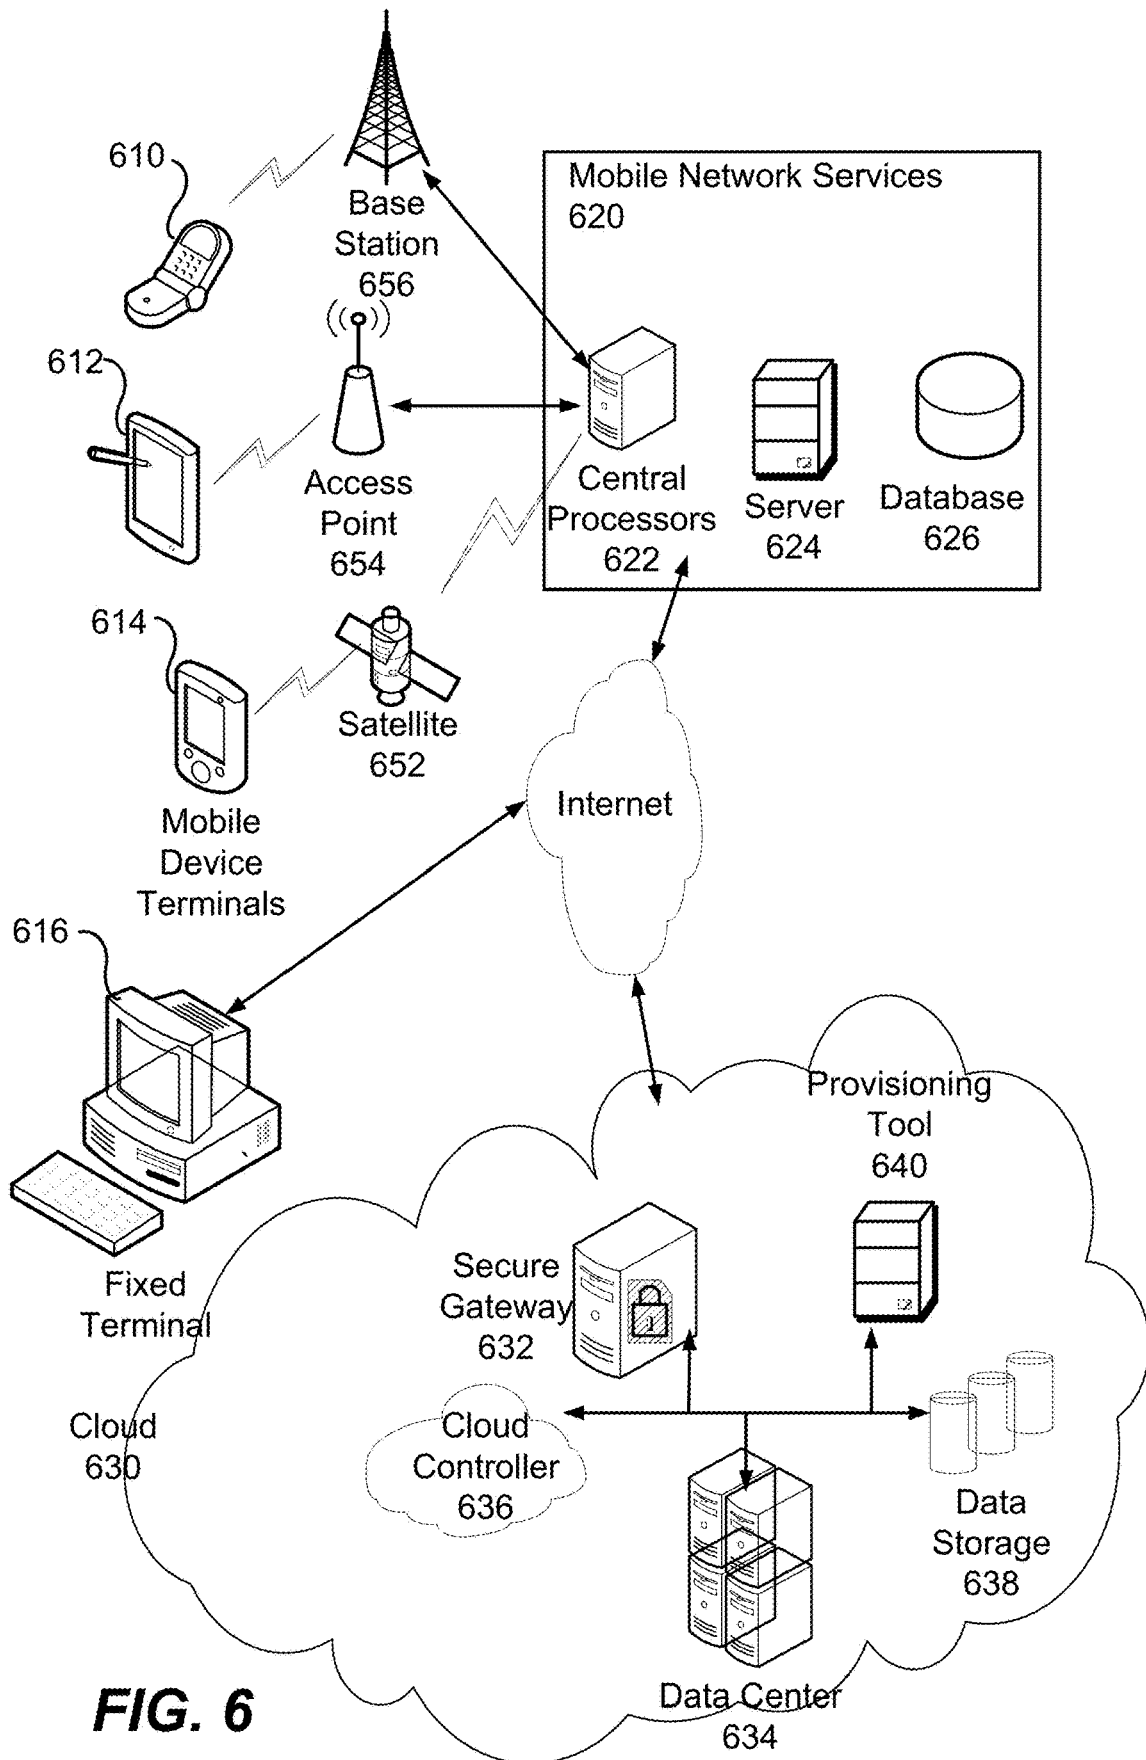 610
Base
Station
656
Mobile Network Services
620
612
Access
Point
654
Central
Processors
622
Server
624
Database
626
614
Satellite
652
Mobile
Device
Terminals
Internet
616
Fixed
Terminal
Provisioning
Tool
640
Secure
Gateway
632
Cloud
630
Cloud
Controller
636
Data
Storage
638
Data Center
634
FIG. 6